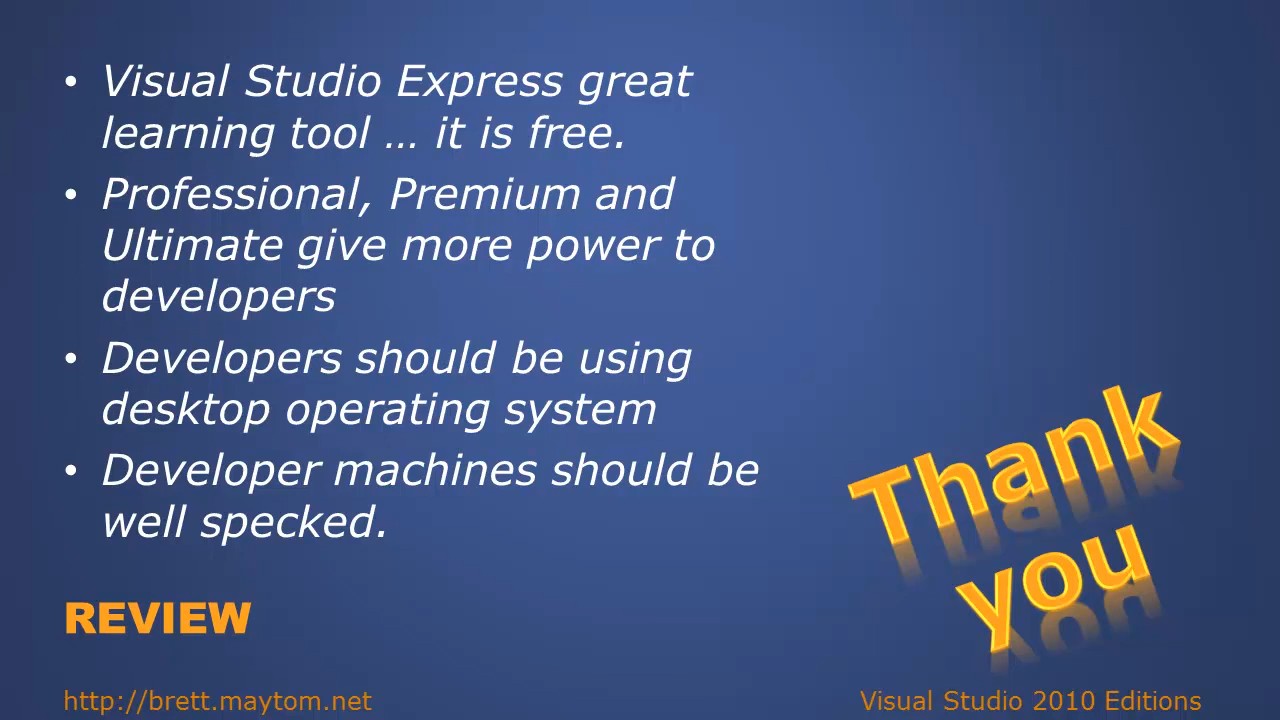 • Visual Studio Express great
learning tool … it is free.
• Professional, Premium and
Ultimate give more power to
developers
• Developers should be using
desktop operating system
• Developer machines should be
well specked.
Thank
you
REVIEW
http://brett.maytom.net
Visual Studio 2010 Editions